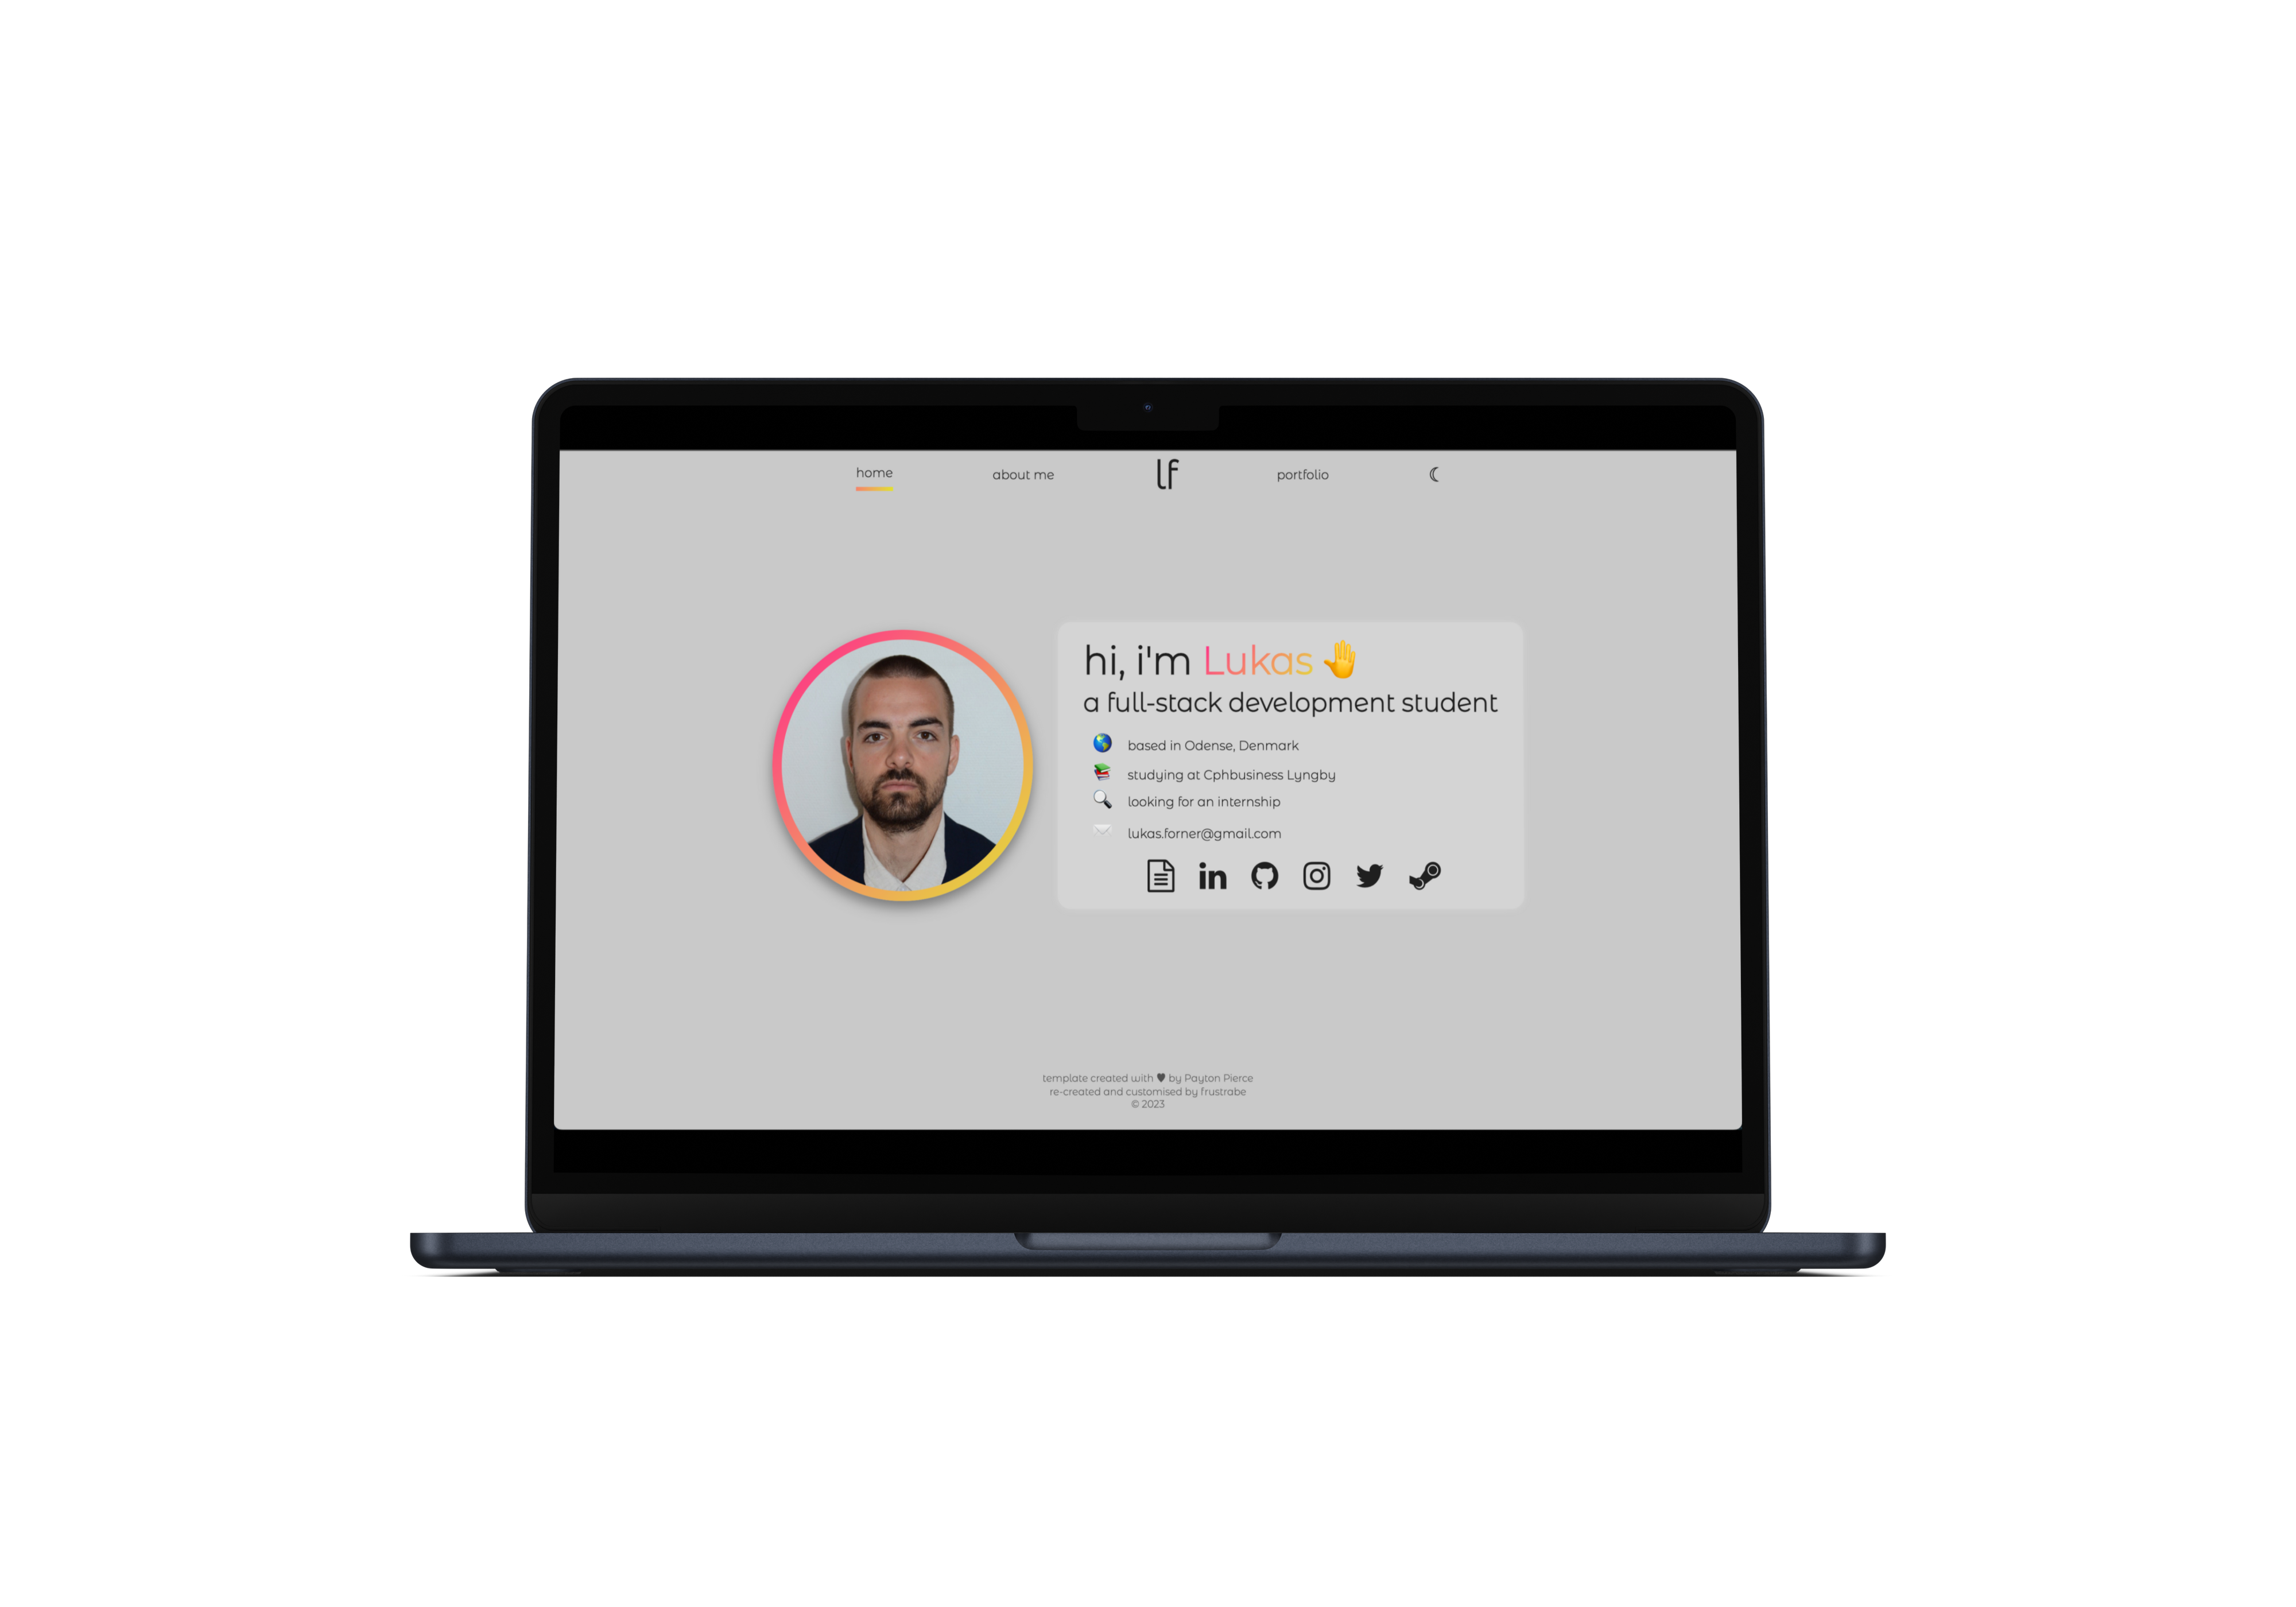 home about me lf portfolio
hi, i'm Lukas
a full-stack development student
based in Odense, Denmark
studying at Cphbusiness Lyngby
looking for an internship
lukas.forner@gmail.com
in
template created with ♥ by Payton Pierce
re-created and customised by frustrabe
© 2023